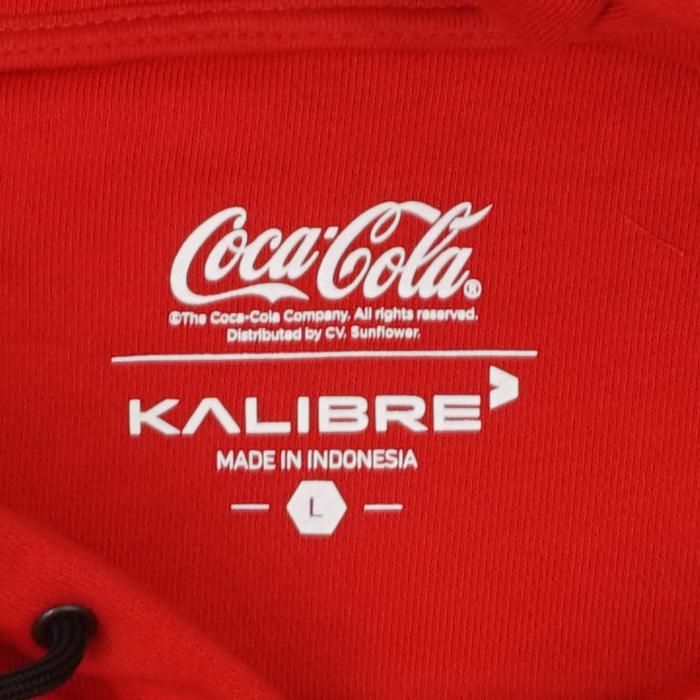 Coca-Cola®
©The Coca-Cola Company. All rights reserved.
Distributed by CV. Sunflower.
KALIBRE
MADE IN INDONESIA
L